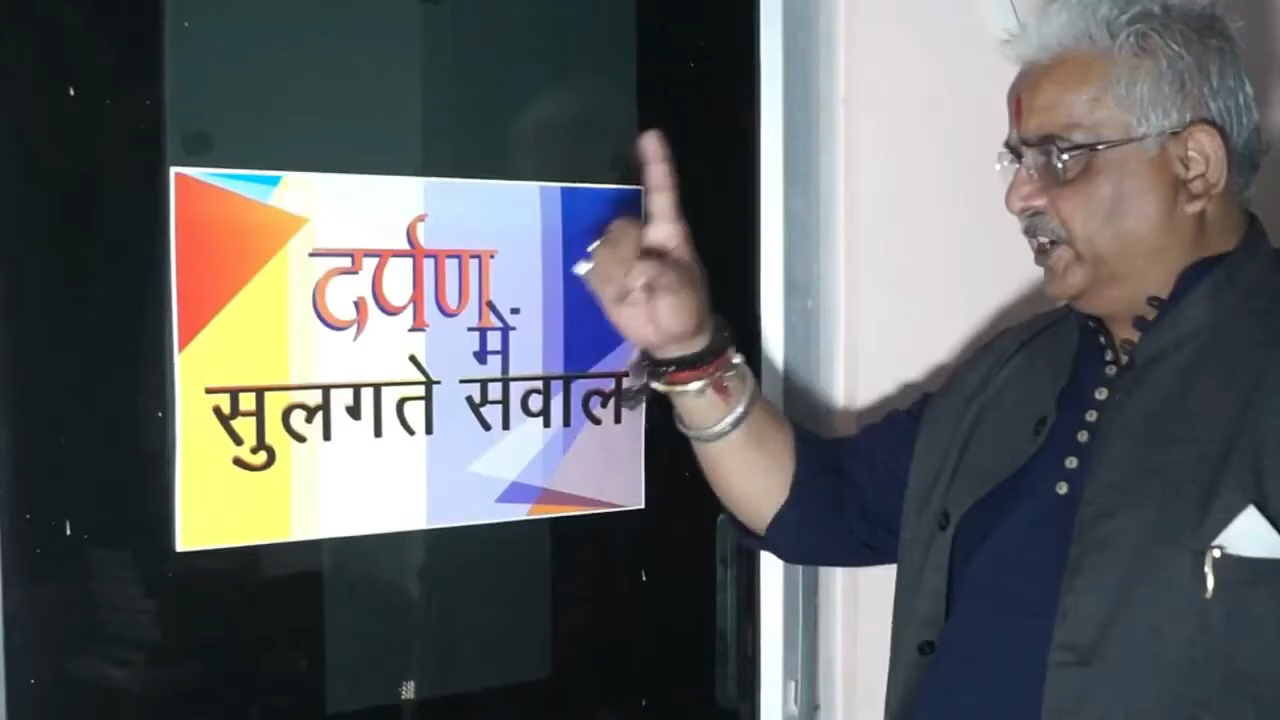 दर्पण
में
सुलगते सवाल